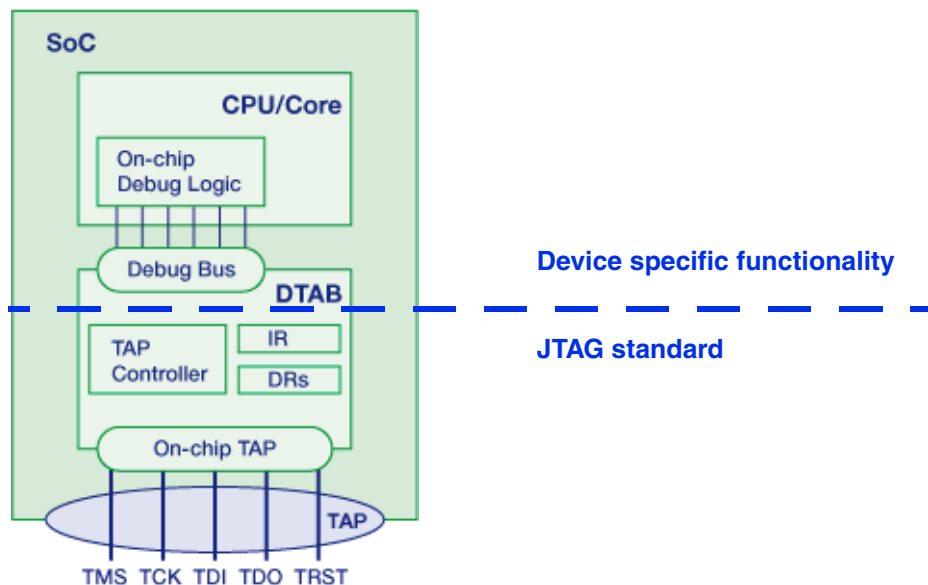 SoC
CPU/Core
On-chip
Debug Logic
Debug Bus
Device specific functionality
DTAB
JTAG standard
TAP
Controller
IR
DRs
On-chip TAP
TAP
TMS TCK TDI TDO TRST